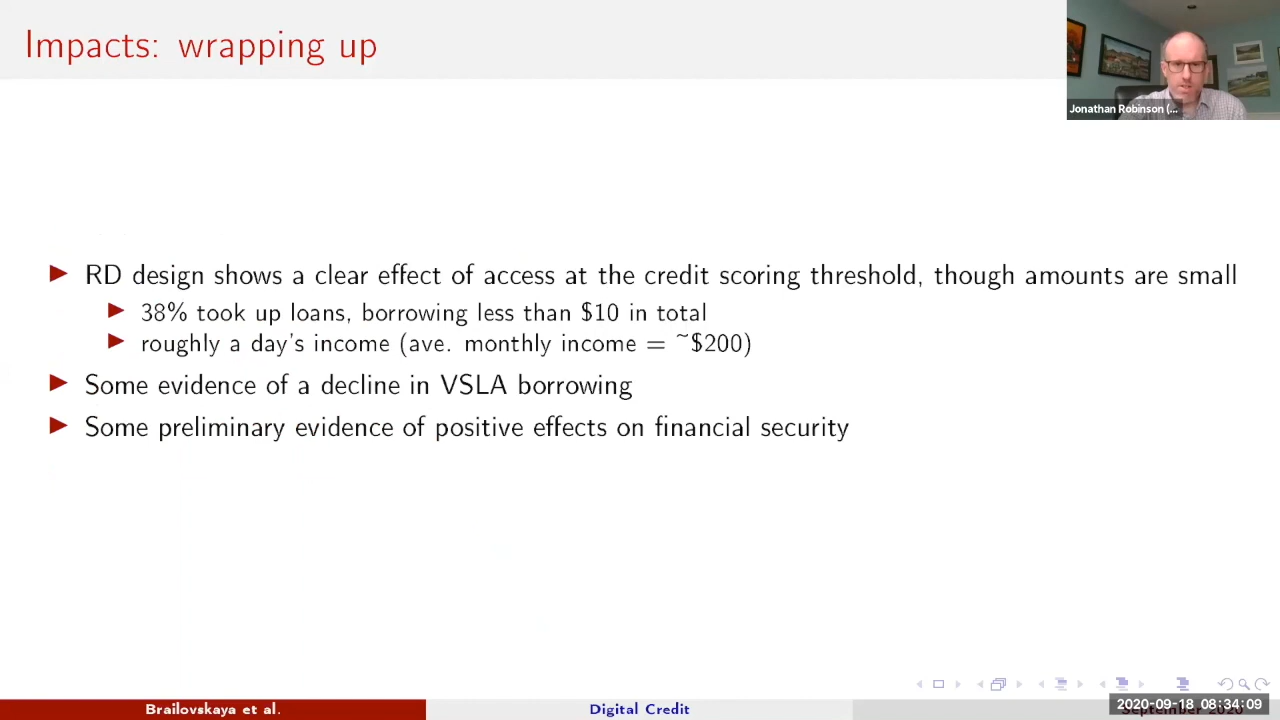 Impacts: wrapping up
Jonathan Robinson (...
RD design shows a clear effect of access at the credit scoring threshold, though amounts are small
38% took up loans, borrowing less than $10 in total
roughly a day's income (ave. monthly income = ~$200)
Some evidence of a decline in VSLA borrowing
Some preliminary evidence of positive effects on financial security
Brailovskaya et al.
Digital Credit
September 2020
2020-09-18 08:34:09